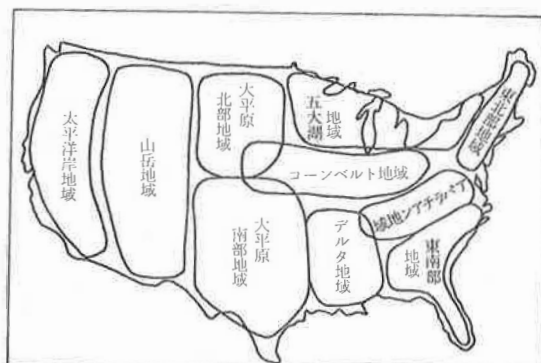 太平洋岸地域
山岳地域
大平原
北部地域
五大湖
地域
東北部地域
コーンベルト地域
アパラチアン地域
大平原
南部地域
デルタ地域
東南部
地域